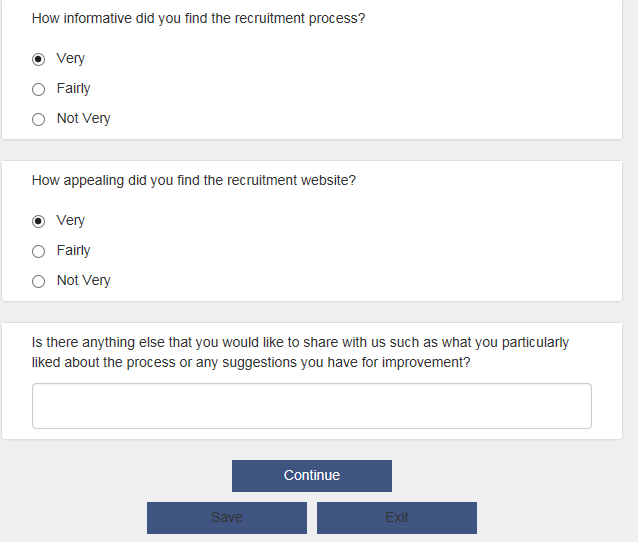 How informative did you find the recruitment process?
Very
Fairly
Not Very
How appealing did you find the recruitment website?
Very
Fairly
Not Very
Is there anything else that you would like to share with us such as what you particularly
liked about the process or any suggestions you have for improvement?
Continue
Save Exit